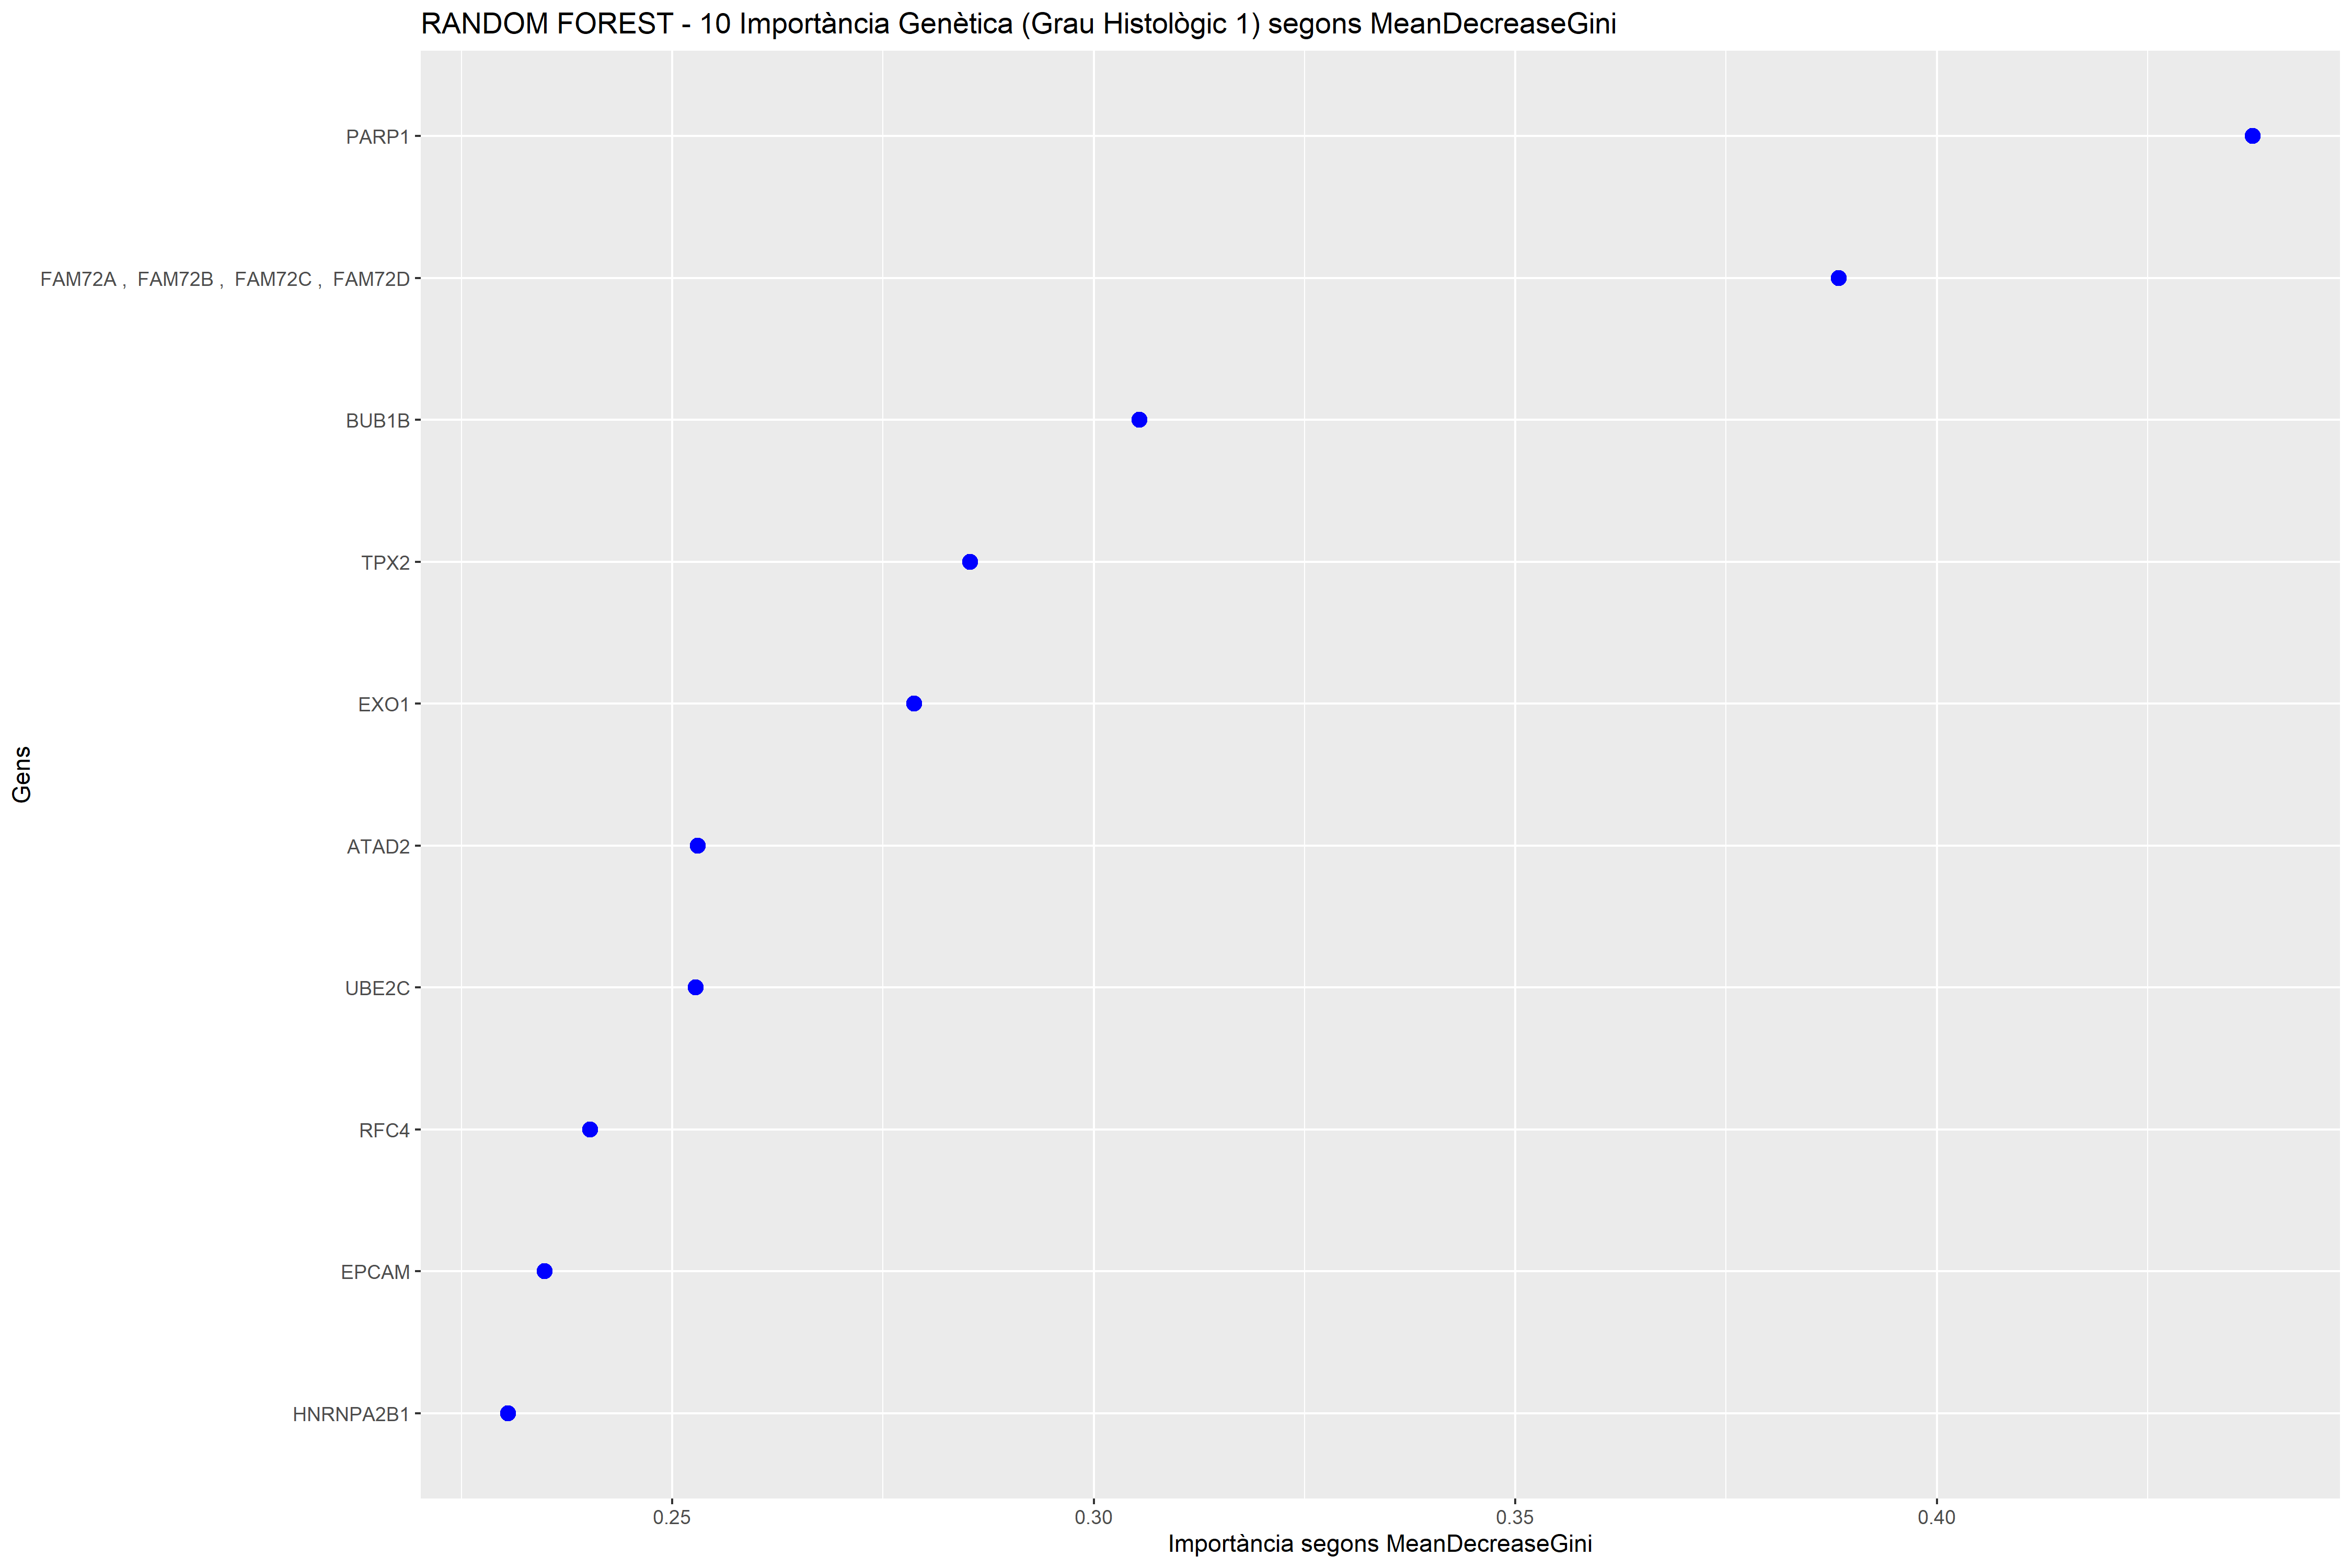 RANDOM FOREST - 10 Importància Genètica (Grau Histològic 1) segons MeanDecreaseGini
PARP1
FAM72A ,  FAM72B ,  FAM72C ,  FAM72D
BUB1B
TPX2
EXO1
Gens
ATAD2
UBE2C
RFC4
EPCAM
HNRNPA2B1
0.25 0.30 0.35 0.40
Importància segons MeanDecreaseGini